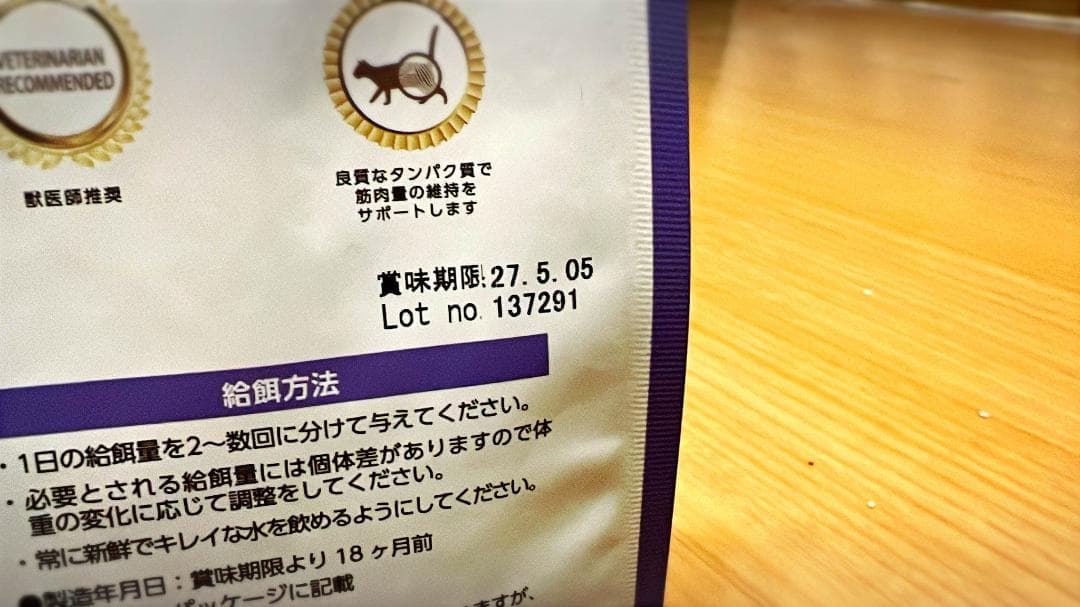 VETERINARIAN
RECOMMENDED
獣医師推奨
良質なタンパク質で
筋肉量の維持を
サポートします
賞味期限 27. 5. 05
Lot no. 137291
給餌方法
・1日の給餌量を2〜数回に分けて与えてください。
・必要とされる給餌量には個体差がありますので体
重の変化に応じて調整をしてください。
・常に新鮮でキレイな水を飲めるようにしてください。
●製造年月日：賞味期限より 18 ヶ月前
パッケージに記載
ますが、